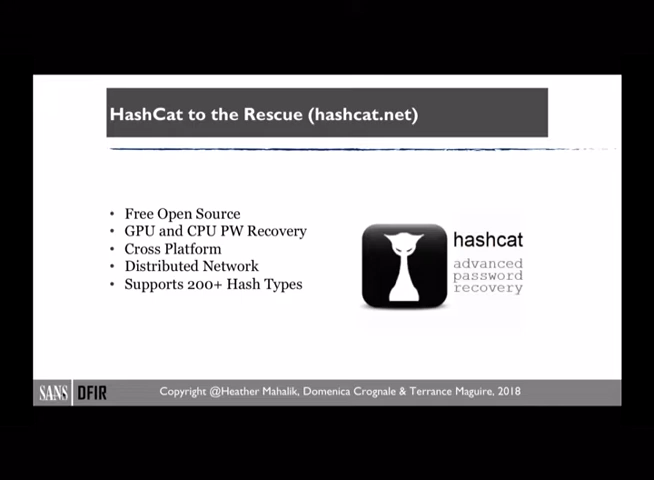 HashCat to the Rescue (hashcat.net)
• Free Open Source
• GPU and CPU PW Recovery
• Cross Platform
• Distributed Network
• Supports 200+ Hash Types
hashcat
advanced
password
recovery
SANS | DFIR
Copyright @Heather Mahalik, Domenica Crognale & Terrance Maguire, 2018